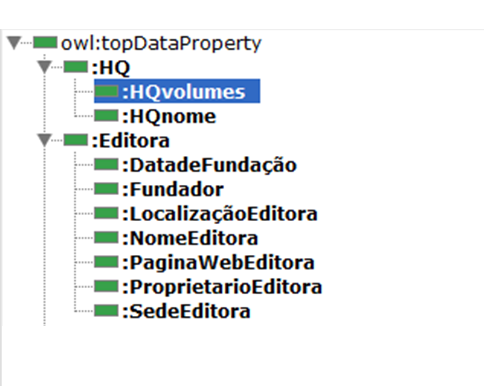 owl:topDataProperty
:HQ
:HQvolumes
:HQnome
:Editora
:DatadeFundação
:Fundador
:LocalizaçãoEditora
:NomeEditora
:PaginaWebEditora
:ProprietarioEditora
:SedeEditora